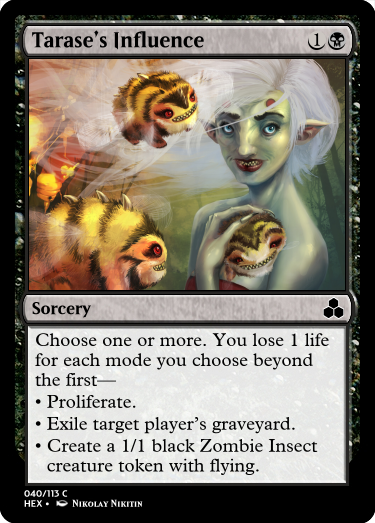 Tarase's Influence 1
Sorcery
Choose one or more. You lose 1 life
for each mode you choose beyond
the first—
• Proliferate.
• Exile target player's graveyard.
• Create a 1/1 black Zombie Insect
creature token with flying.
040/113 C
HEX • Nikolay Nikitin